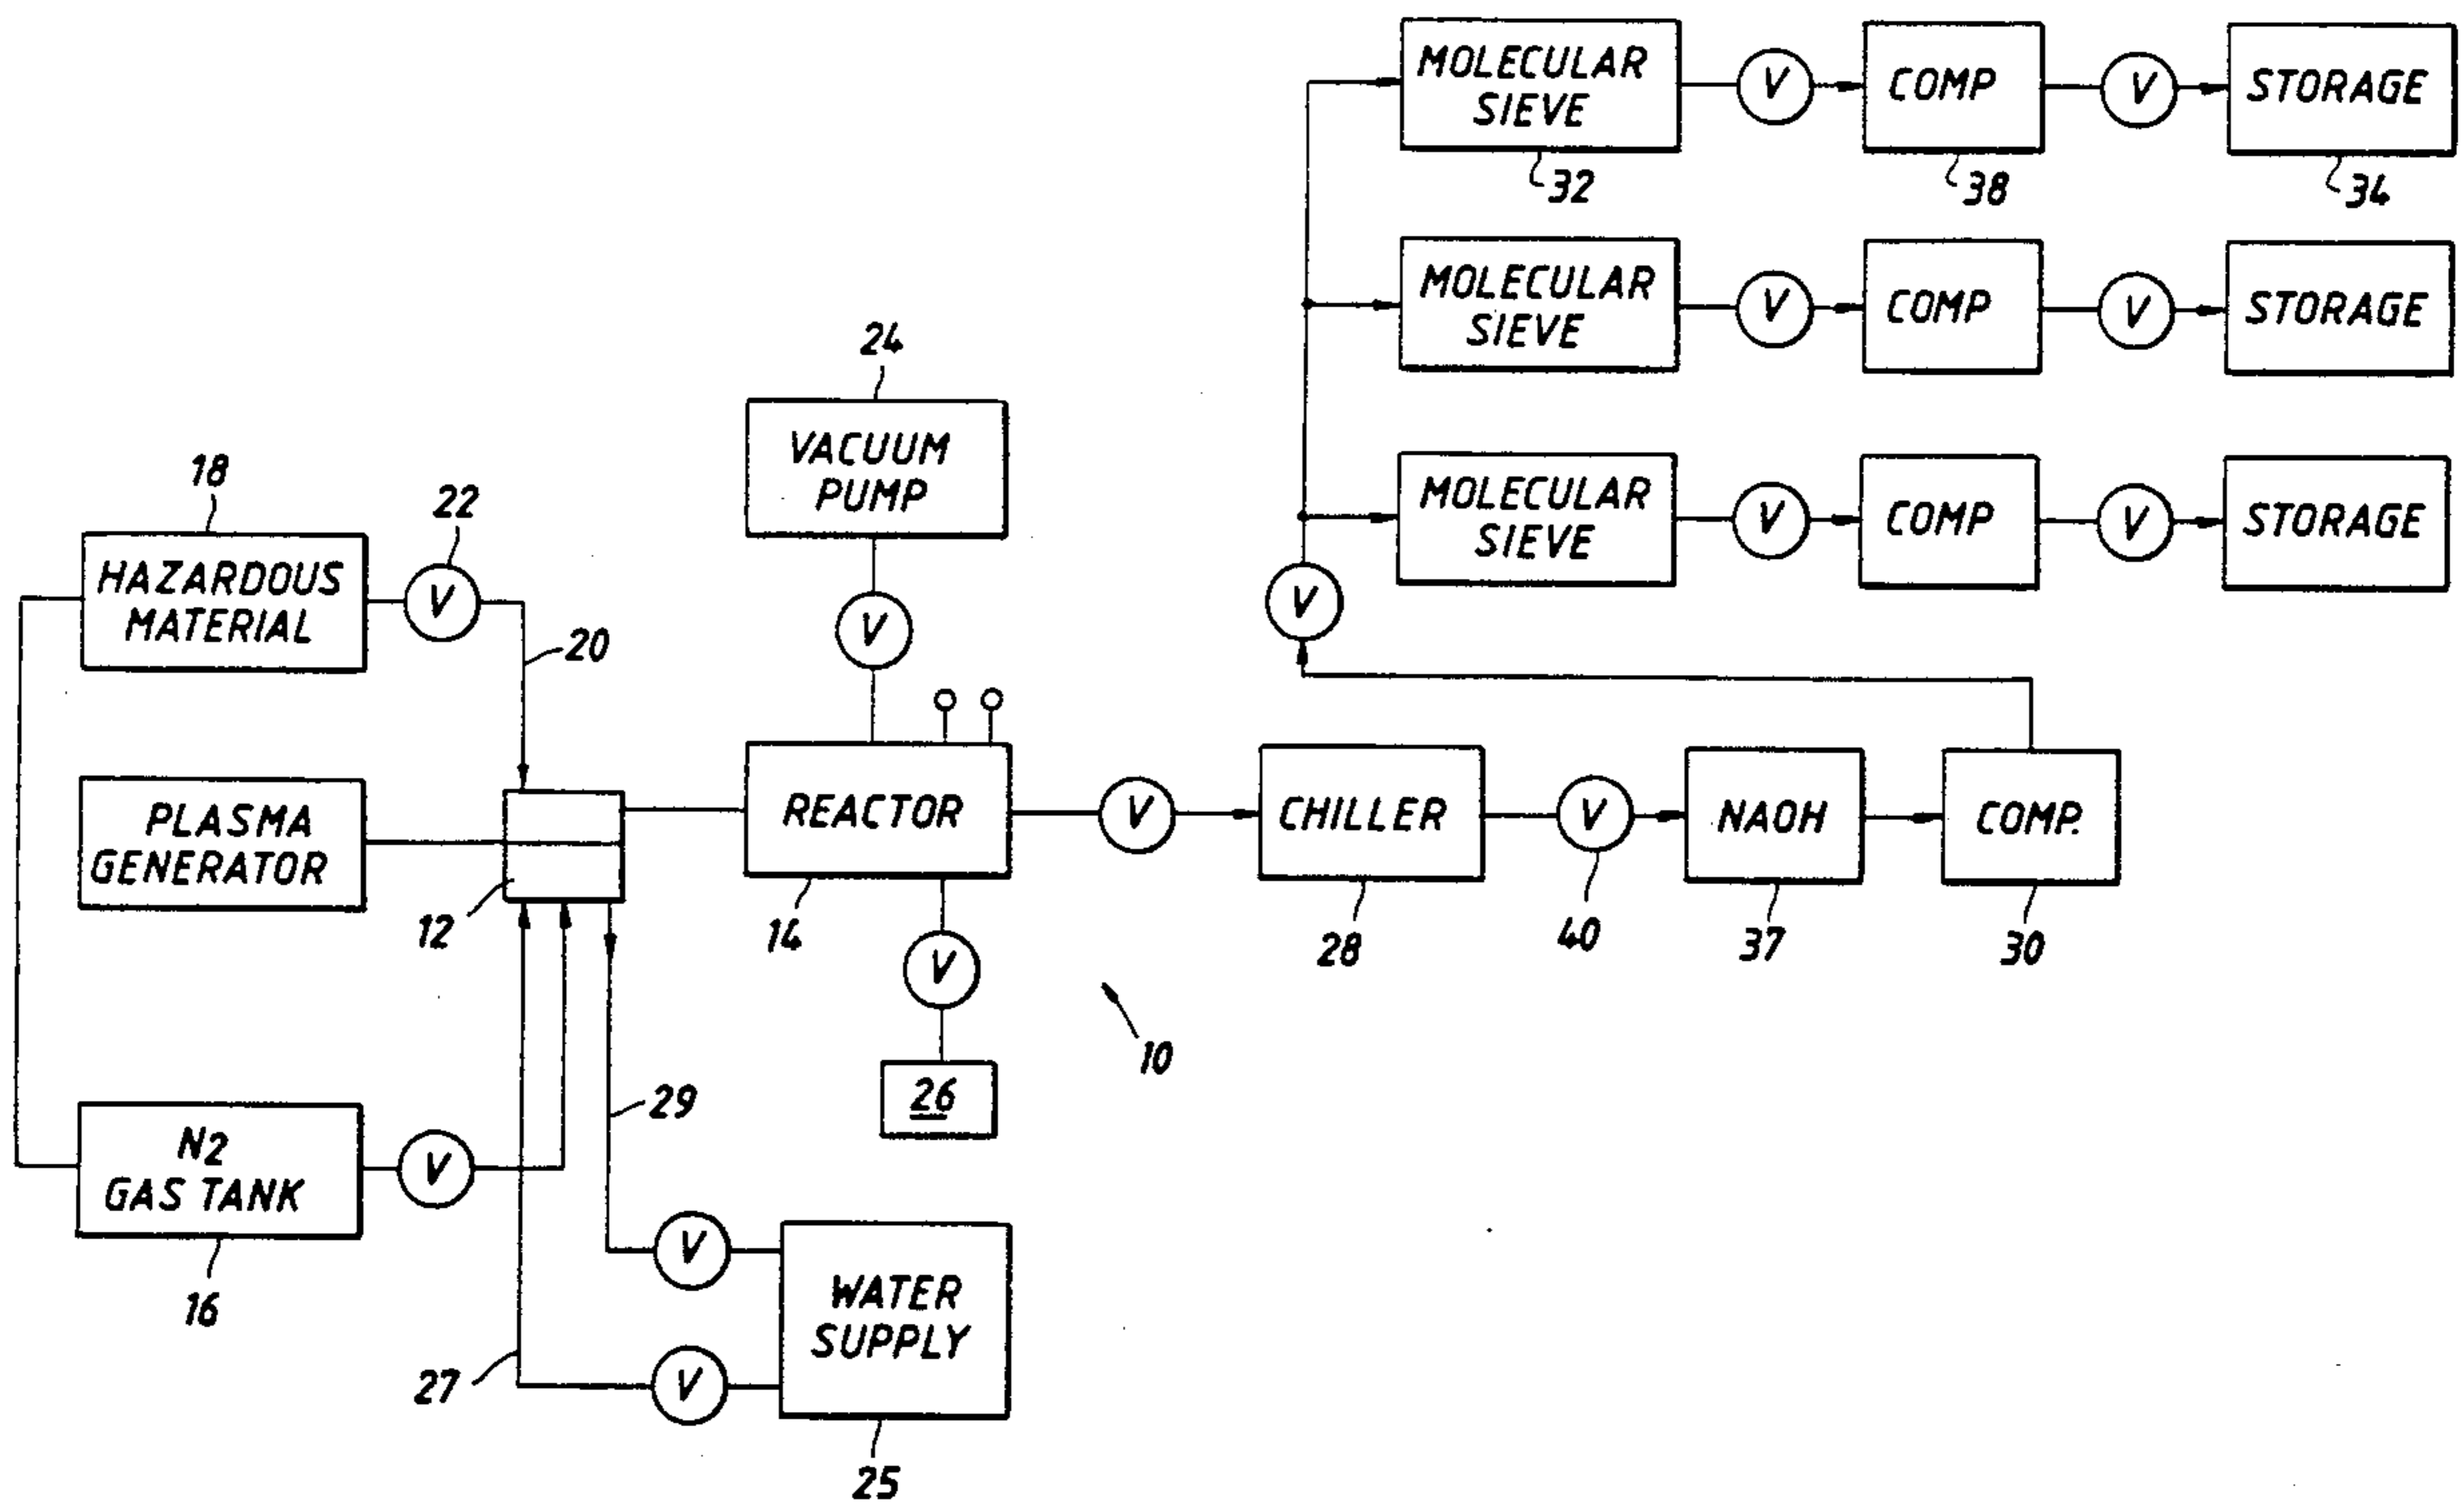 MOLECULAR
SIEVE
V
COMP
V
STORAGE
32
38
34
MOLECULAR
SIEVE
V
COMP
V
STORAGE
MOLECULAR
SIEVE
V
COMP
V
STORAGE
V
24
VACUUM
PUMP
V
18
HAZARDOUS
MATERIAL
22
V
20
PLASMA
GENERATOR
12
REACTOR
14
V
CHILLER
28
V
40
NAOH
37
COMP.
30
V
26
10
N2
GAS TANK
16
V
29
27
V
V
WATER
SUPPLY
25